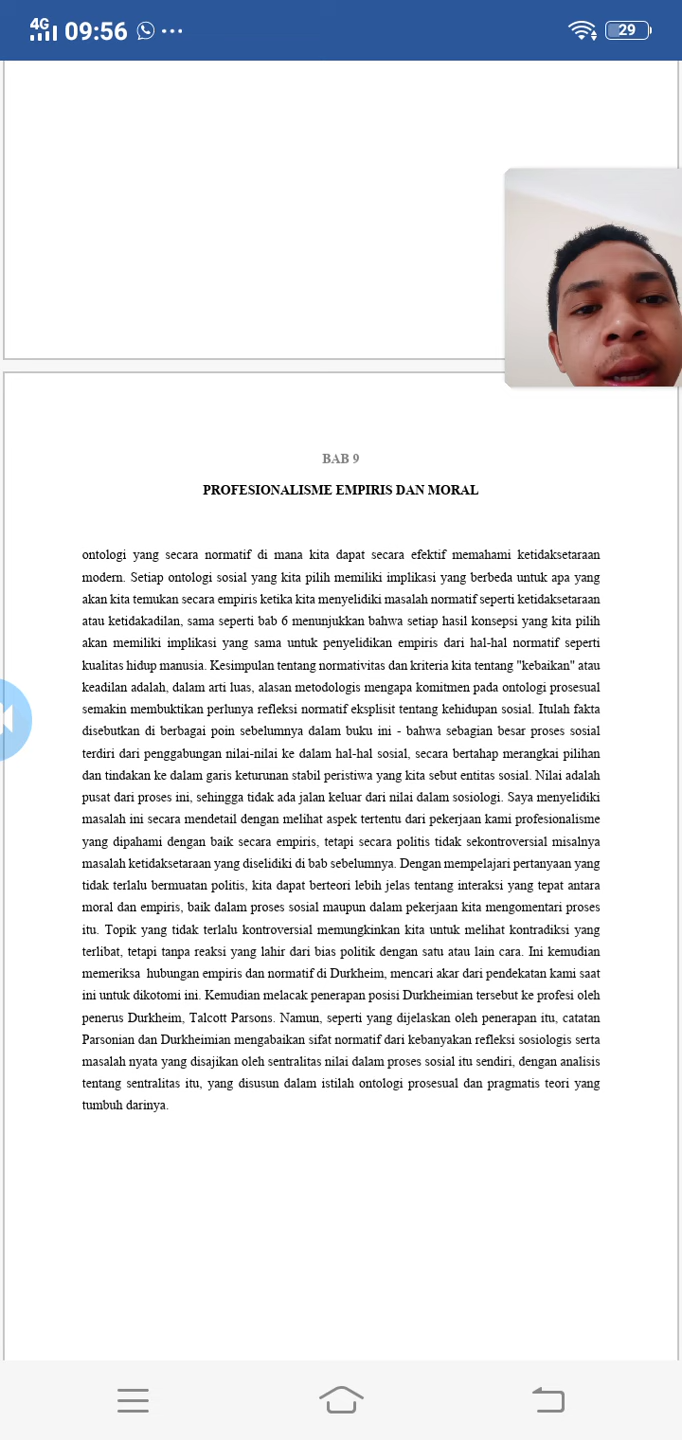 4G 09:56 29
BAB 9
PROFESIONALISME EMPIRIS DAN MORAL
ontologi yang secara normatif di mana kita dapat secara efektif memahami ketidaksetaraan
modern. Setiap ontologi sosial yang kita pilih memiliki implikasi yang berbeda untuk apa yang
akan kita temukan secara empiris ketika kita menyelidiki masalah normatif seperti ketidaksetaraan
atau ketidakadilan, sama seperti bab 6 menunjukkan bahwa setiap hasil konsepsi yang kita pilih
akan memiliki implikasi yang sama untuk penyelidikan empiris dari hal-hal normatif seperti
kualitas hidup manusia. Kesimpulan tentang normativitas dan kriteria kita tentang "kebaikan" atau
keadilan adalah, dalam arti luas, alasan metodologis mengapa komitmen pada ontologi prosesual
semakin membuktikan perlunya refleksi normatif eksplisit tentang kehidupan sosial. Itulah fakta
disebutkan di berbagai poin sebelumnya dalam buku ini - bahwa sebagian besar proses sosial
terdiri dari penggabungan nilai-nilai ke dalam hal-hal sosial, secara bertahap merangkai pilihan
dan tindakan ke dalam garis keturunan stabil peristiwa yang kita sebut entitas sosial. Nilai adalah
pusat dari proses ini, sehingga tidak ada jalan keluar dari nilai dalam sosiologi. Saya menyelidiki
masalah ini secara mendetail dengan melihat aspek tertentu dari pekerjaan kami profesionalisme
yang dipahami dengan baik secara empiris, tetapi secara politis tidak sekontroversial misalnya
masalah ketidaksetaraan yang diselidiki di bab sebelumnya. Dengan mempelajari pertanyaan yang
tidak terlalu bermuatan politis, kita dapat berteori lebih jelas tentang interaksi yang tepat antara
moral dan empiris, baik dalam proses sosial maupun dalam pekerjaan kita mengomentari proses
itu. Topik yang tidak terlalu kontroversial memungkinkan kita untuk melihat kontradiksi yang
terlibat, tetapi tanpa reaksi yang lahir dari bias politik dengan satu atau lain cara. Ini kemudian
memeriksa hubungan empiris dan normatif di Durkheim, mencari akar dari pendekatan kami saat
ini untuk dikotomi ini. Kemudian melacak penerapan posisi Durkheimian tersebut ke profesi oleh
penerus Durkheim, Talcott Parsons. Namun, seperti yang dijelaskan oleh penerapan itu, catatan
Parsonian dan Durkheimian mengabaikan sifat normatif dari kebanyakan refleksi sosiologis serta
masalah nyata yang disajikan oleh sentralitas nilai dalam proses sosial itu sendiri, dengan analisis
tentang sentralitas itu, yang disusun dalam istilah ontologi prosesual dan pragmatis teori yang
tumbuh darinya.